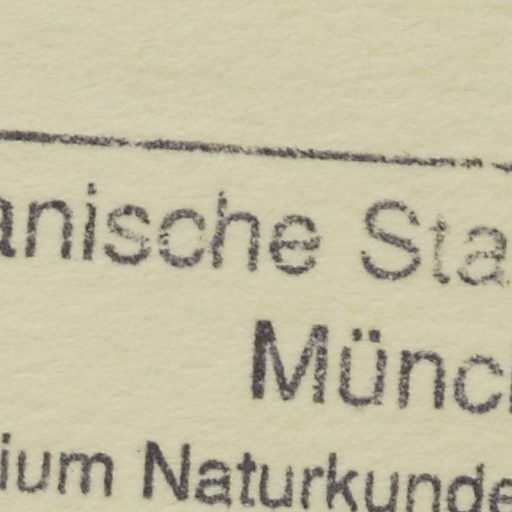 anische Sta
Münc
ium Naturkunde